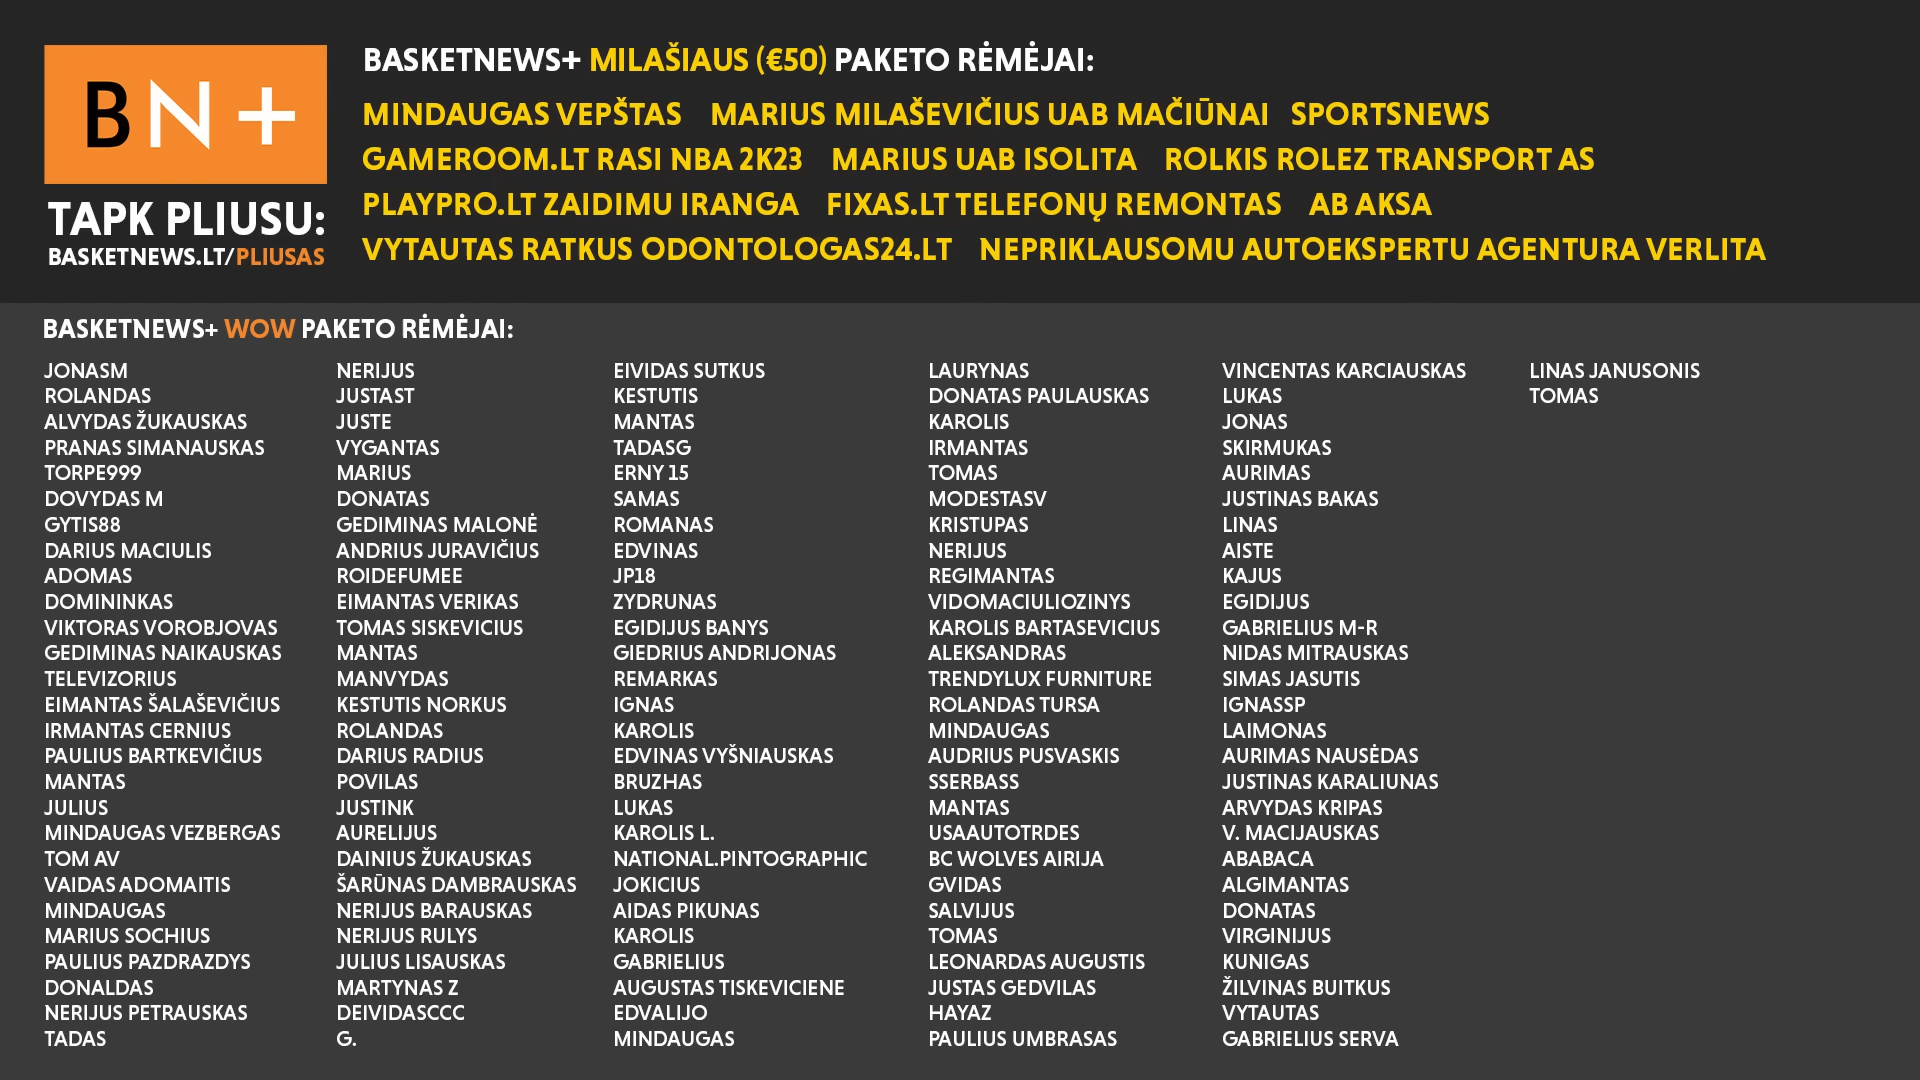 BN+
TAPK PLIUSU:
BASKETNEWS.LT/PLIUSAS
BASKETNEWS+ MILAŠIAUS (€50) PAKETO RĖMĖJAI:
MINDAUGAS VEPŠTAS MARIUS MILAŠEVIČIUS UAB MAČIŪNAI SPORTSNEWS
GAMEROOM.LT RASI NBA 2K23 MARIUS UAB ISOLITA ROLKIS ROLEZ TRANSPORT AS
PLAYPRO.LT ZAIDIMU IRANGA FIXAS.LT TELEFONŲ REMONTAS AB AKSA
VYTAUTAS RATKUS ODONTOLOGAS24.LT NEPRIKLAUSOMU AUTOEKSPERTU AGENTURA VERLITA
BASKETNEWS+ WOW PAKETO RĖMĖJAI:
JONASM
ROLANDAS
ALVYDAS ŽUKAUSKAS
PRANAS SIMANAUSKAS
TORPE999
DOVYDAS M
GYTIS88
DARIUS MACIULIS
ADOMAS
DOMININKAS
VIKTORAS VOROBJOVAS
GEDIMINAS NAIKAUSKAS
TELEVIZORIUS
EIMANTAS ŠALAŠEVIČIUS
IRMANTAS CERNIUS
PAULIUS BARTKEVIČIUS
MANTAS
JULIUS
MINDAUGAS VEZBERGAS
TOM AV
VAIDAS ADOMAITIS
MINDAUGAS
MARIUS SOCHIUS
PAULIUS PAZDRAZDYS
DONALDAS
NERIJUS PETRAUSKAS
TADAS
NERIJUS
JUSTAST
JUSTE
VYGANTAS
MARIUS
DONATAS
GEDIMINAS MALONĖ
ANDRIUS JURAVIČIUS
ROIDEFUMEE
EIMANTAS VERIKAS
TOMAS SISKEVICIUS
MANTAS
MANVYDAS
KESTUTIS NORKUS
ROLANDAS
DARIUS RADIUS
POVILAS
JUSTINK
AURELIJUS
DAINIUS ŽUKAUSKAS
ŠARŪNAS DAMBRAUSKAS
NERIJUS BARAUSKAS
NERIJUS RULYS
JULIUS LISAUSKAS
MARTYNAS Z
DEIVIDASCCC
G.
EIVIDAS SUTKUS
KESTUTIS
MANTAS
TADASG
ERNY 15
SAMAS
ROMANAS
EDVINAS
JP18
ZYDRUNAS
EGIDIJUS BANYS
GIEDRIUS ANDRIJONAS
REMARKAS
IGNAS
KAROLIS
EDVINAS VYŠNIAUSKAS
BRUZHAS
LUKAS
KAROLIS L.
NATIONAL.PINTOGRAPHIC
JOKICIUS
AIDAS PIKUNAS
KAROLIS
GABRIELIUS
AUGUSTAS TISKEVICIENE
EDVALIJO
MINDAUGAS
LAURYNAS
DONATAS PAULAUSKAS
KAROLIS
IRMANTAS
TOMAS
MODESTASV
KRISTUPAS
NERIJUS
REGIMANTAS
VIDOMACIULIOZINYS
KAROLIS BARTASEVICIUS
ALEKSANDRAS
TRENDYLUX FURNITURE
ROLANDAS TURSA
MINDAUGAS
AUDRIUS PUSVASKIS
SSERBASS
MANTAS
USAAUTOTRDES
BC WOLVES AIRIJA
GVIDAS
SALVIJUS
TOMAS
LEONARDAS AUGUSTIS
JUSTAS GEDVILAS
HAYAZ
PAULIUS UMBRASAS
VINCENTAS KARCIAUSKAS
LUKAS
JONAS
SKIRMUKAS
AURIMAS
JUSTINAS BAKAS
LINAS
AISTE
KAJUS
EGIDIJUS
GABRIELIUS M-R
NIDAS MITRAUSKAS
SIMAS JASUTIS
IGNASSP
LAIMONAS
AURIMAS NAUSĖDAS
JUSTINAS KARALIUNAS
ARVYDAS KRIPAS
V. MACIJAUSKAS
ABABACA
ALGIMANTAS
DONATAS
VIRGINIJUS
KUNIGAS
ŽILVINAS BUITKUS
VYTAUTAS
GABRIELIUS SERVA
LINAS JANUSONIS
TOMAS